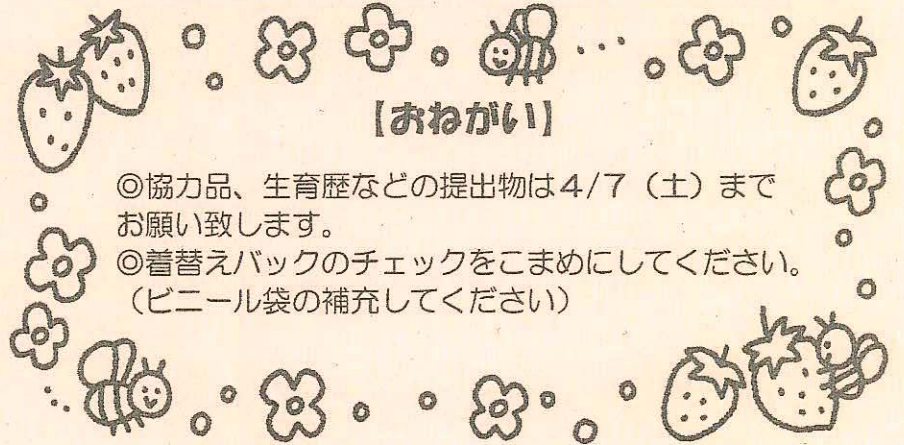 【おねがい】
◎協力品、生育歴などの提出物は4/7（土）まで
お願い致します。
◎着替えバックのチェックをこまめにしてください。
（ビニール袋の補充してください）